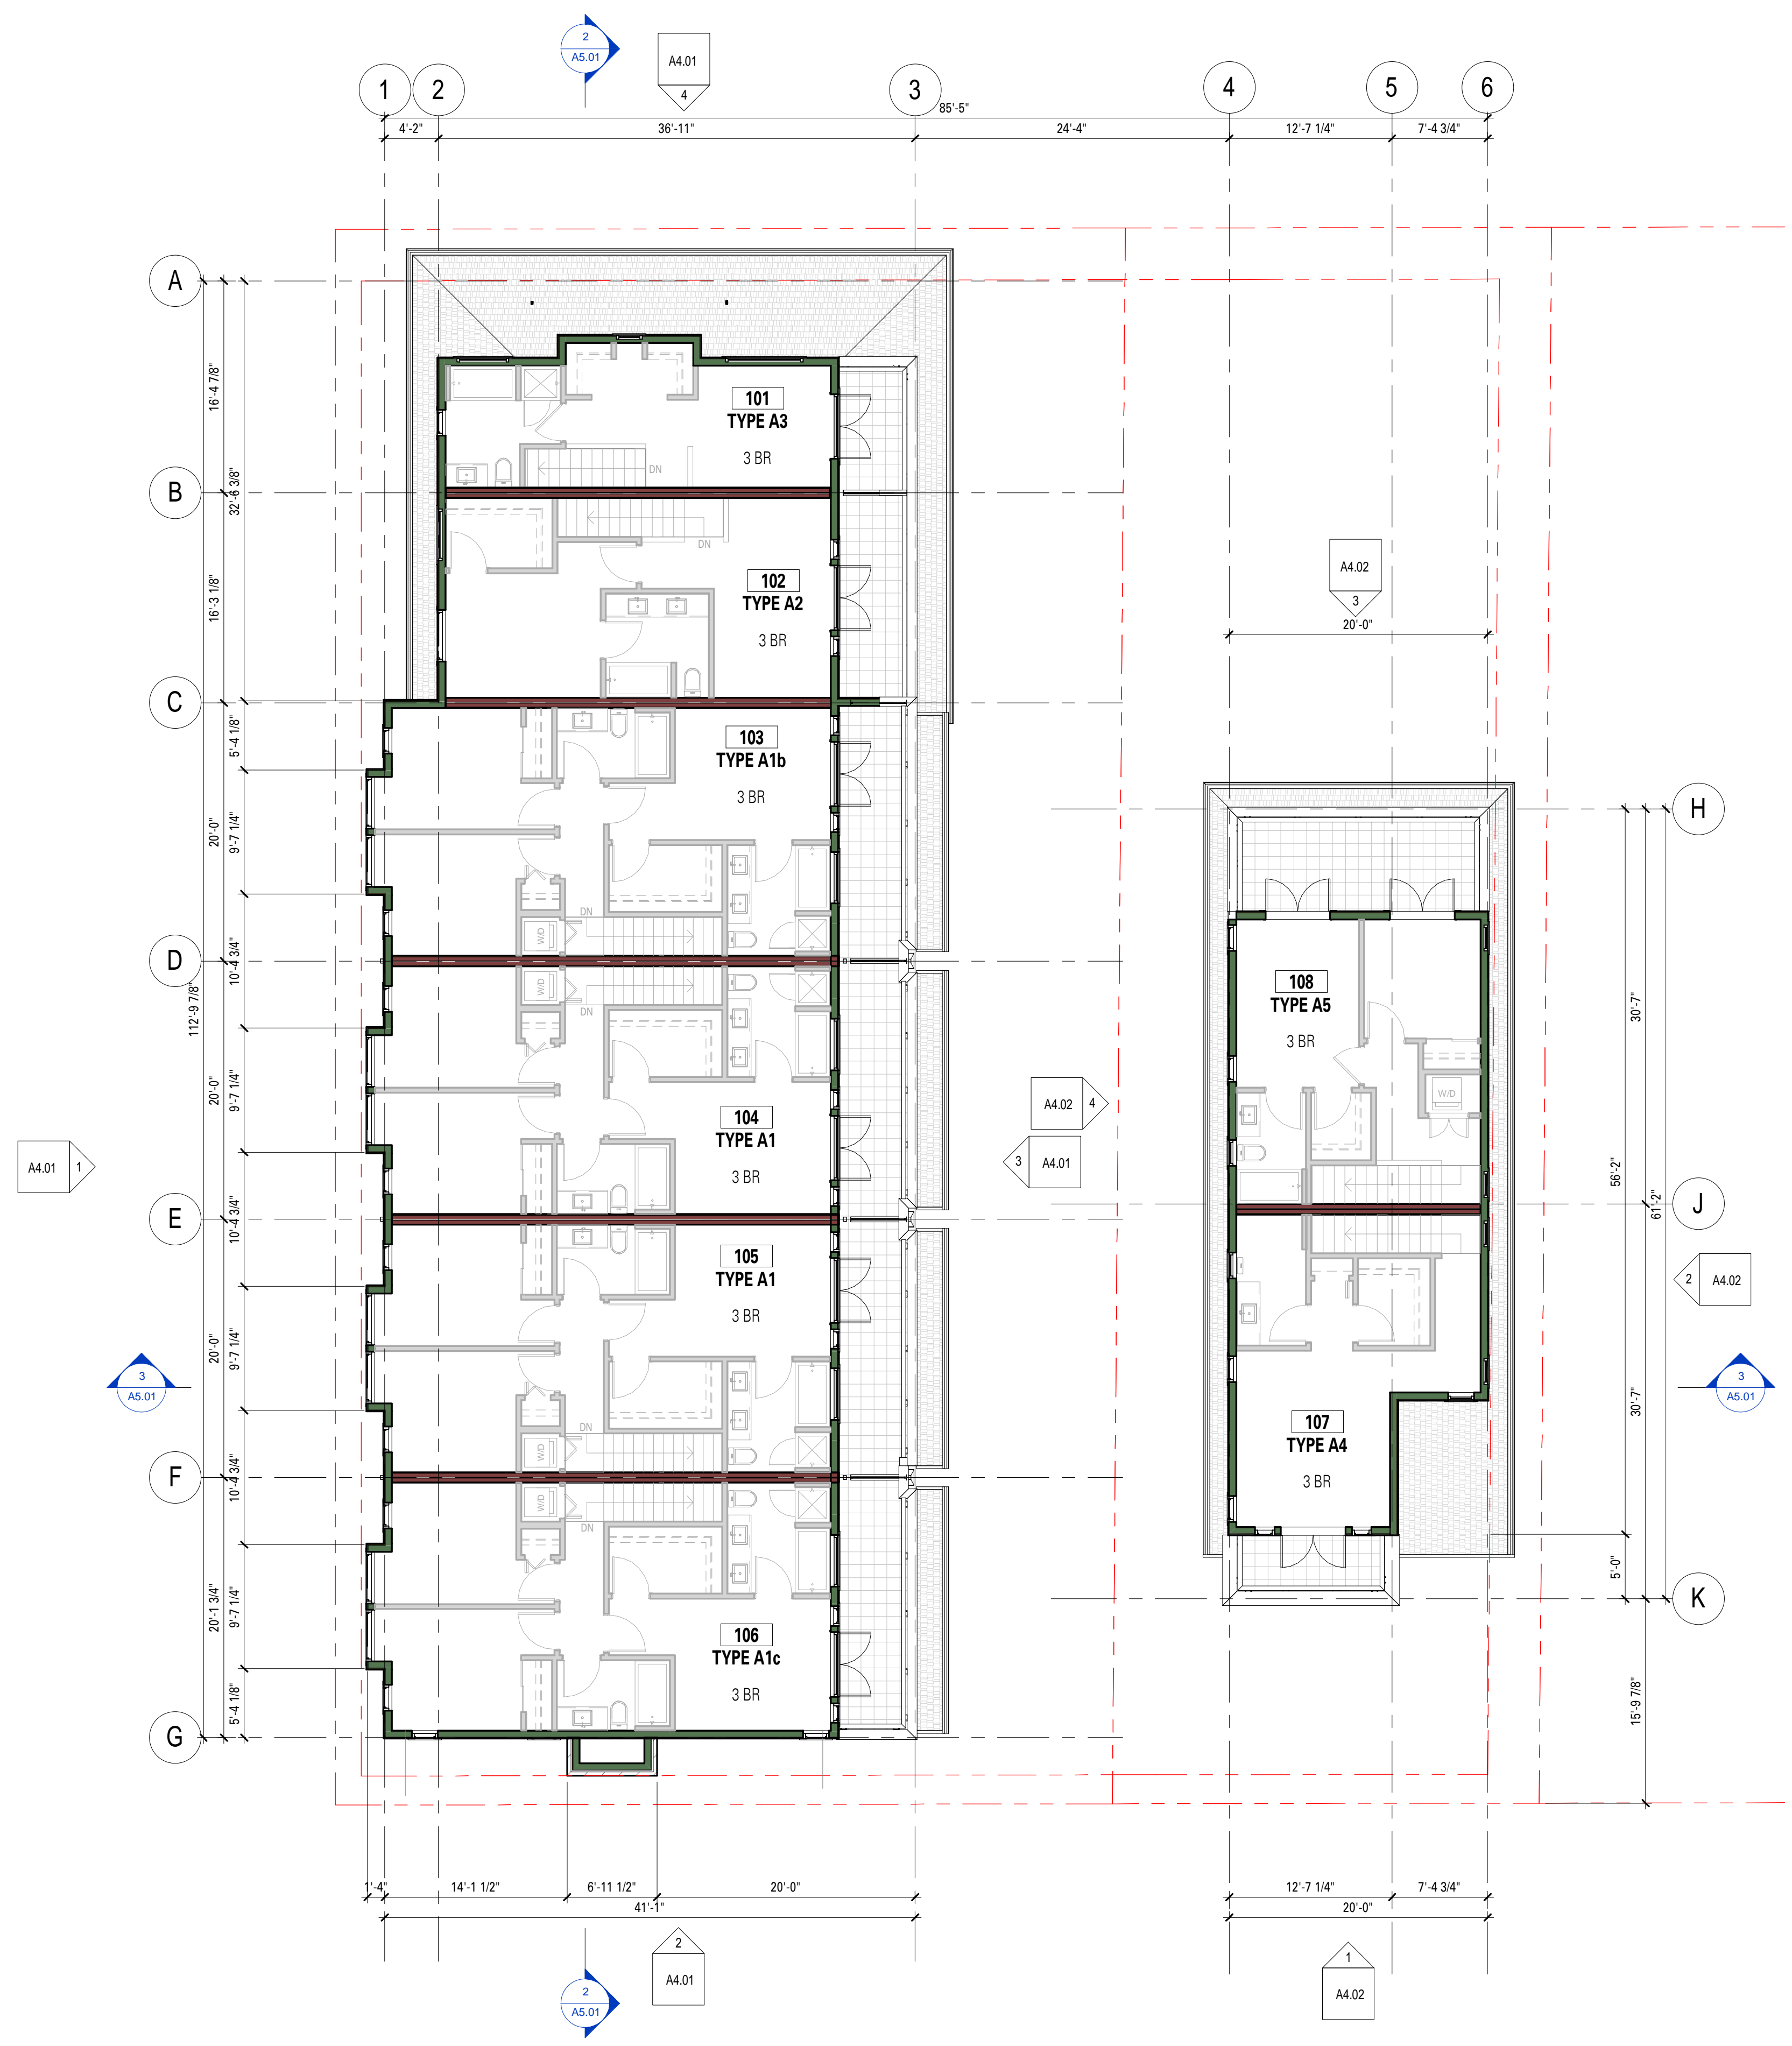 2
A5.01
A4.01
4
1
2
3
4
5
6
85'-5"
4'-2"
36'-11"
24'-4"
12'-7 1/4"
7'-4 3/4"
A
B
C
D
E
F
G
16'-4 7/8"
32'-6 3/8"
16'-3 1/8"
5'-4 1/8"
20'-0"
9'-7 1/4"
10'-4 3/4"
112'-9 7/8"
20'-0"
9'-7 1/4"
10'-4 3/4"
20'-0"
9'-7 1/4"
10'-4 3/4"
20'-1 3/4"
9'-7 1/4"
5'-4 1/8"
101
TYPE A3
3 BR
DN
DN
102
TYPE A2
3 BR
103
TYPE A1b
3 BR
DN
W/D
W/D
DN
104
TYPE A1
3 BR
105
TYPE A1
3 BR
DN
W/D
W/D
DN
106
TYPE A1c
3 BR
A4.01
1
3
A5.01
A4.02
4
3
A4.01
A4.02
3
20'-0"
H
J
K
108
TYPE A5
3 BR
W/D
107
TYPE A4
3 BR
30'-7"
56'-2"
61'-2"
30'-7"
5'-0"
15'-9 7/8"
2
A4.02
3
A5.01
1'-4"
14'-1 1/2"
6'-11 1/2"
20'-0"
41'-1"
12'-7 1/4"
7'-4 3/4"
20'-0"
2
A4.01
2
A5.01
1
A4.02